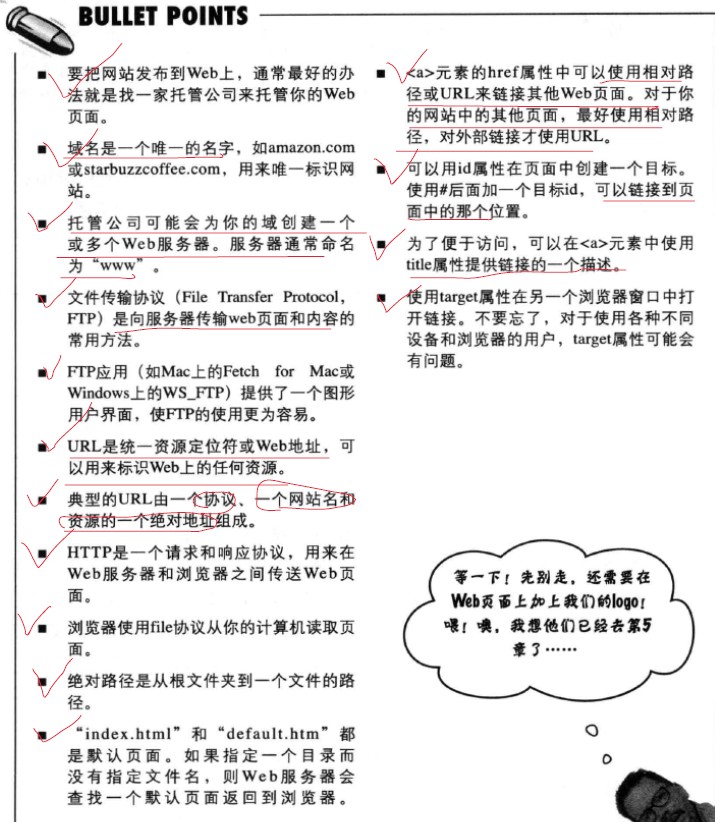 BULLET POINTS
■ 要把网站发布到Web上，通常最好的办
法就是找一家托管公司来托管你的Web
页面。
■ 域名是一个唯一的名字，如amazon.com
或starbuzzcoffee.com，用来唯一标识网
站。
■ 托管公司可能会为你的域创建一个
或多个Web服务器。服务器通常命名
为“www”。
■ 文件传输协议（File Transfer Protocol，
FTP）是向服务器传输web页面和内容的
常用方法。
■ FTP应用（如Mac上的Fetch for Mac或
Windows上的WS_FTP）提供了一个图形
用户界面，使FTP的使用更为容易。
■ URL是统一资源定位符或Web地址，可
以用来标识Web上的任何资源。
■ 典型的URL由一个协议、一个网站名和
资源的一个绝对地址组成。
■ HTTP是一个请求和响应协议，用来在
Web服务器和浏览器之间传送Web页
面。
■ 浏览器使用file协议从你的计算机读取页
面。
■ 绝对路径是从根文件夹到一个文件的路
径。
■ “index.html”和“default.htm”都
是默认页面。如果指定一个目录而
没有指定文件名，则Web服务器会
查找一个默认页面返回到浏览器。
■ <a>元素的href属性中可以使用相对路
径或URL来链接其他Web页面。对于你
的网站中的其他页面，最好使用相对路
径，对外部链接才使用URL。
■ 可以用id属性在页面中创建一个目标。
使用#后面加一个目标id，可以链接到页
面中的那个位置。
■ 为了便于访问，可以在<a>元素中使用
title属性提供链接的一个描述。
■ 使用target属性在另一个浏览器窗口中打
开链接。不要忘了，对于使用各种不同
设备和浏览器的用户，target属性可能会
有问题。
等一下！先别走，还需要在
Web页面上加上我们的logo！
喂！噢，我想他们已经去第5
章了……